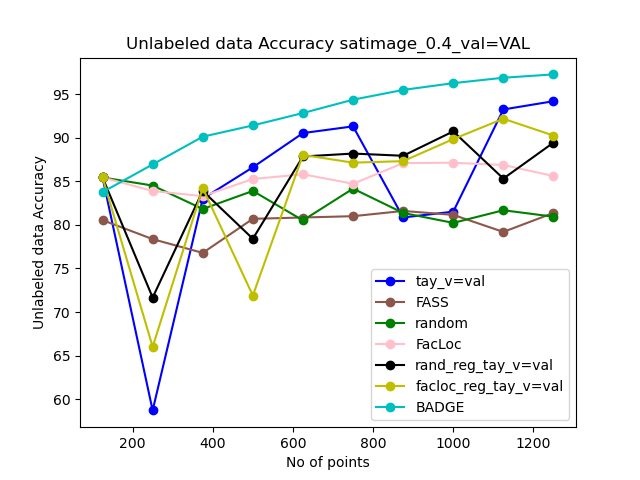 Unlabeled data Accuracy satimage_0.4_val=VAL
Unlabeled data Accuracy
95
90
85
80
75
70
65
60
200
400
600
800
1000
1200
No of points
tay_v=val
FASS
random
FacLoc
rand_reg_tay_v=val
facloc_reg_tay_v=val
BADGE